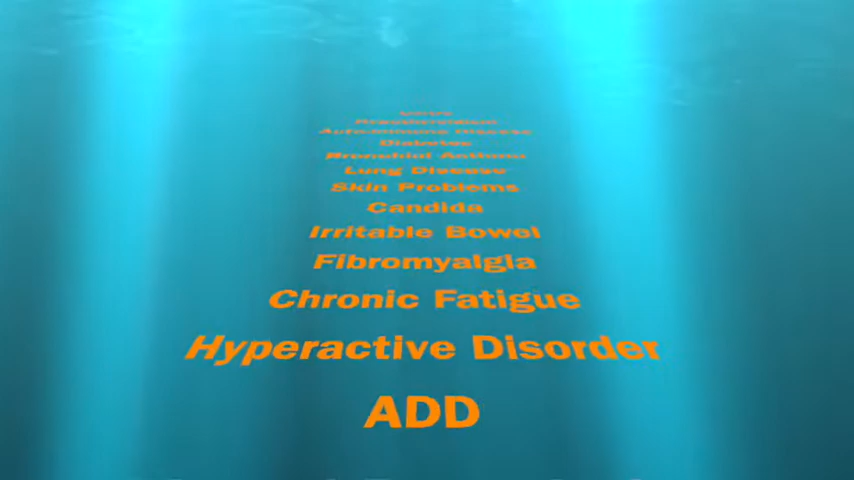 Autoimmune Disease
Diabetes
Bronchial Asthma
Lung Disease
Skin Problems
Candida
Irritable Bowel
Fibromyalgia
Chronic Fatigue
Hyperactive Disorder
ADD